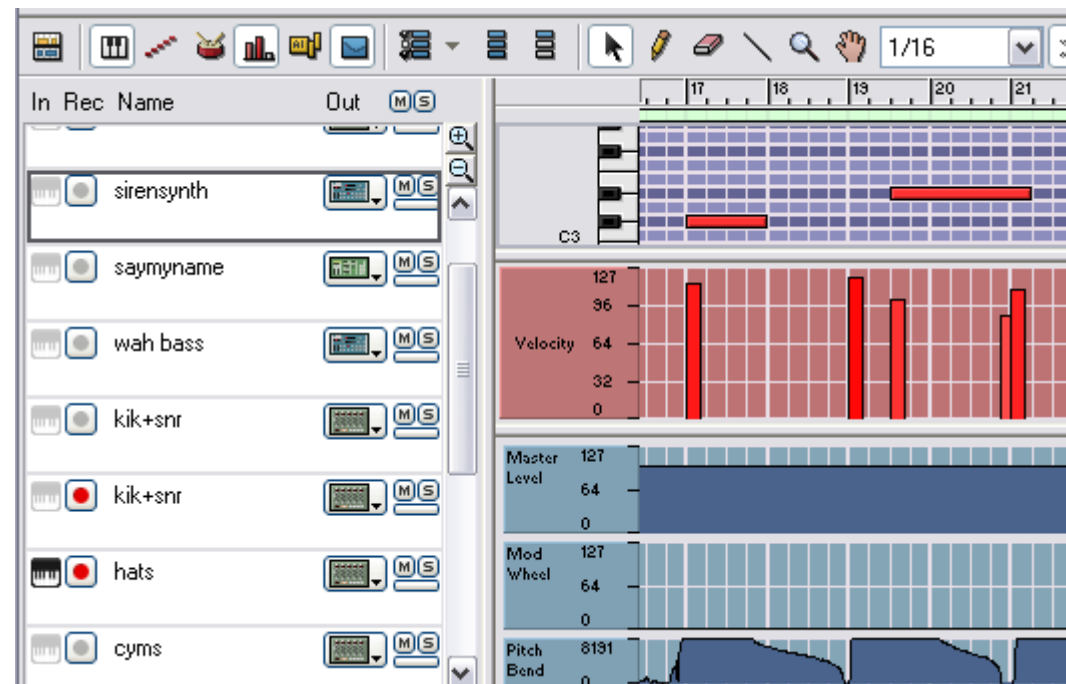 1/16
In Rec Name Out M S
17 18 19 20 21
sirensynth M S
C3
saymyname M S
127
96
Velocity 64
32
0
wah bass M S
kik+snr M S
Master Level 127
64
0
kik+snr M S
Mod Wheel 127
64
0
hats M S
cyms M S
Pitch Bend 8191
0